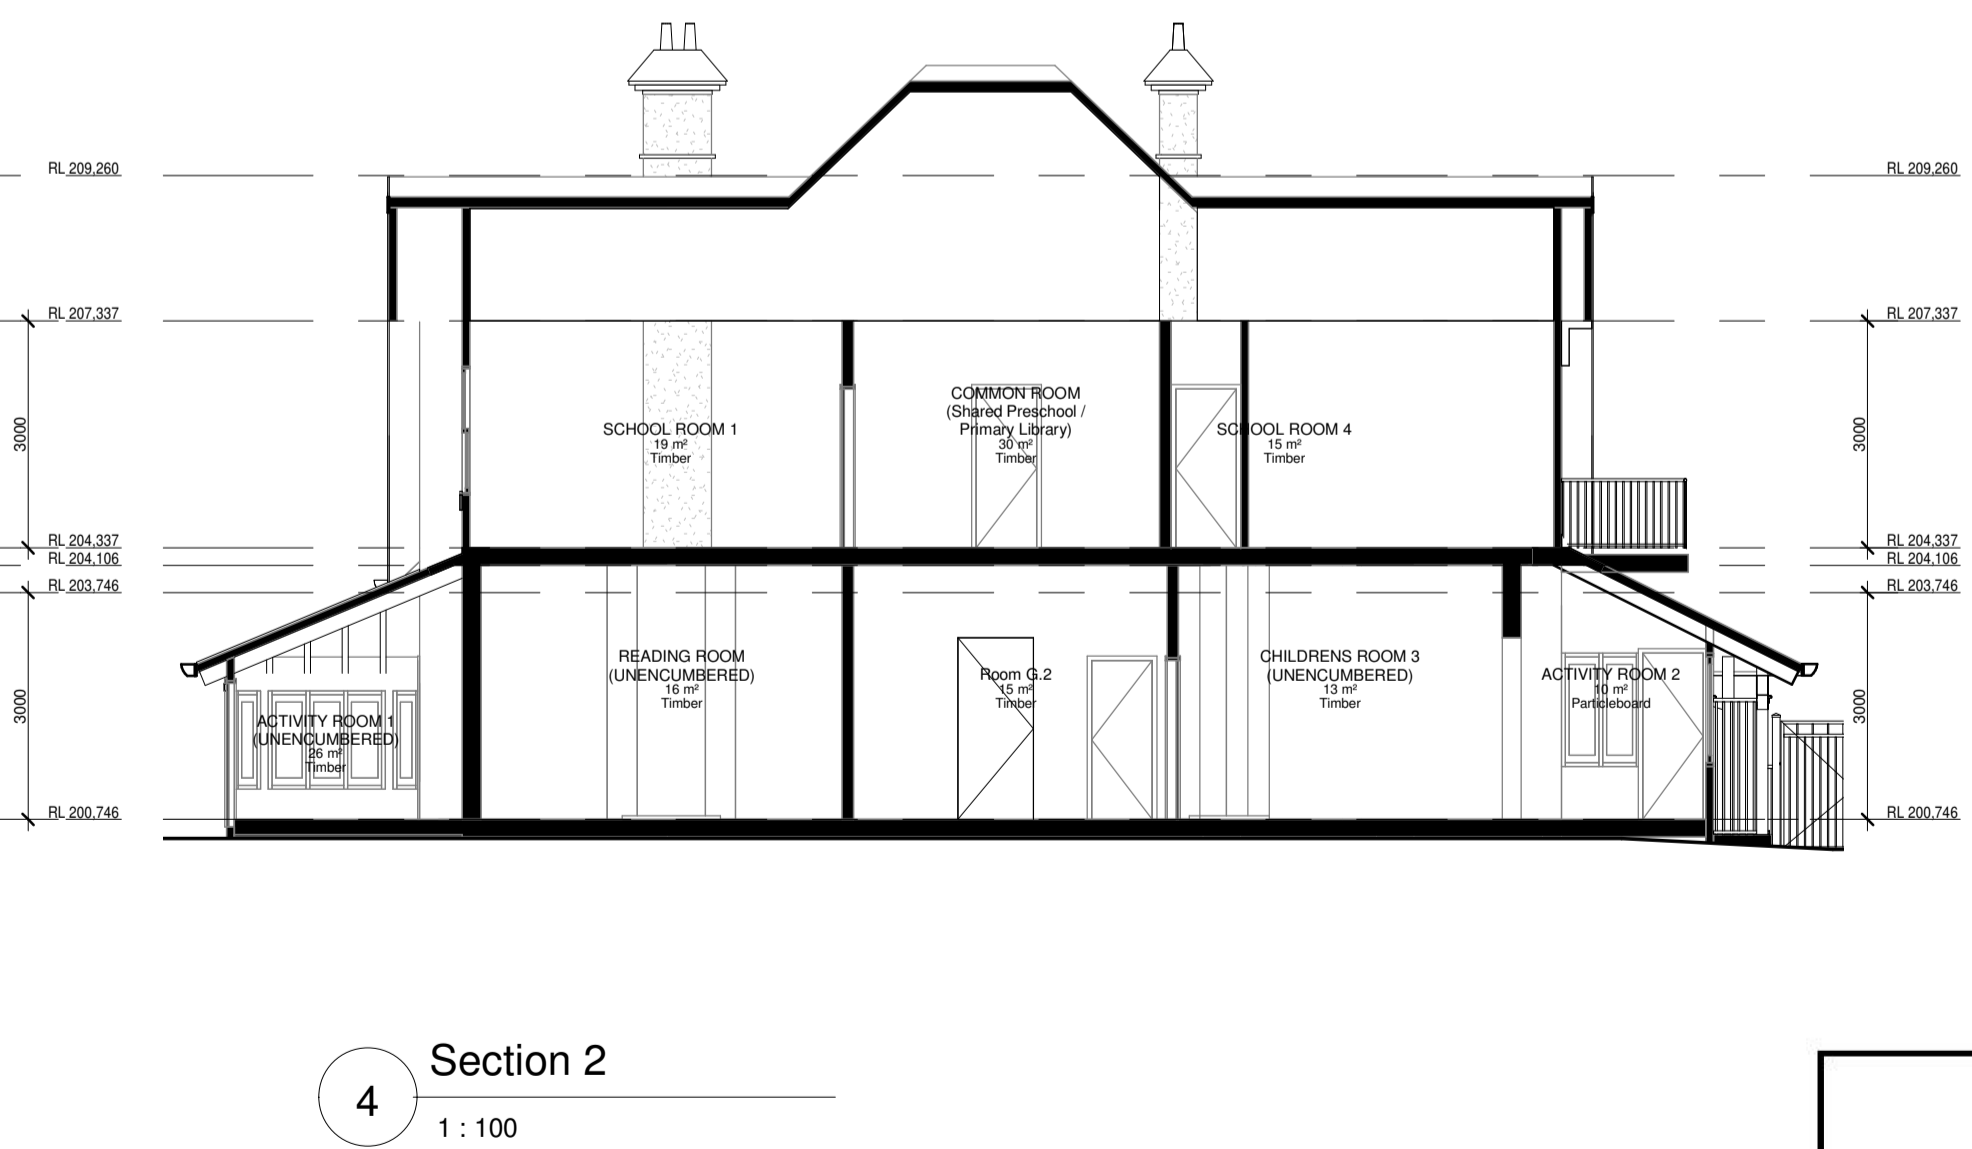 RL 209,260
RL 209,260
RL 207,337
RL 207,337
3000
3000
SCHOOL ROOM 1
19 m²
Timber
COMMON ROOM
(Shared Preschool /
Primary Library)
30 m²
Timber
SCHOOL ROOM 4
15 m²
Timber
RL 204,337
RL 204,337
RL 204,106
RL 204,106
RL 203,746
RL 203,746
3000
3000
READING ROOM
(UNENCUMBERED)
16 m²
Timber
Room G.2
15 m²
Timber
CHILDRENS ROOM 3
(UNENCUMBERED)
13 m²
Timber
ACTIVITY ROOM 2
10 m²
Particleboard
ACTIVITY ROOM 1
(UNENCUMBERED)
26 m²
Timber
RL 200,746
RL 200,746
4
Section 2
1 : 100